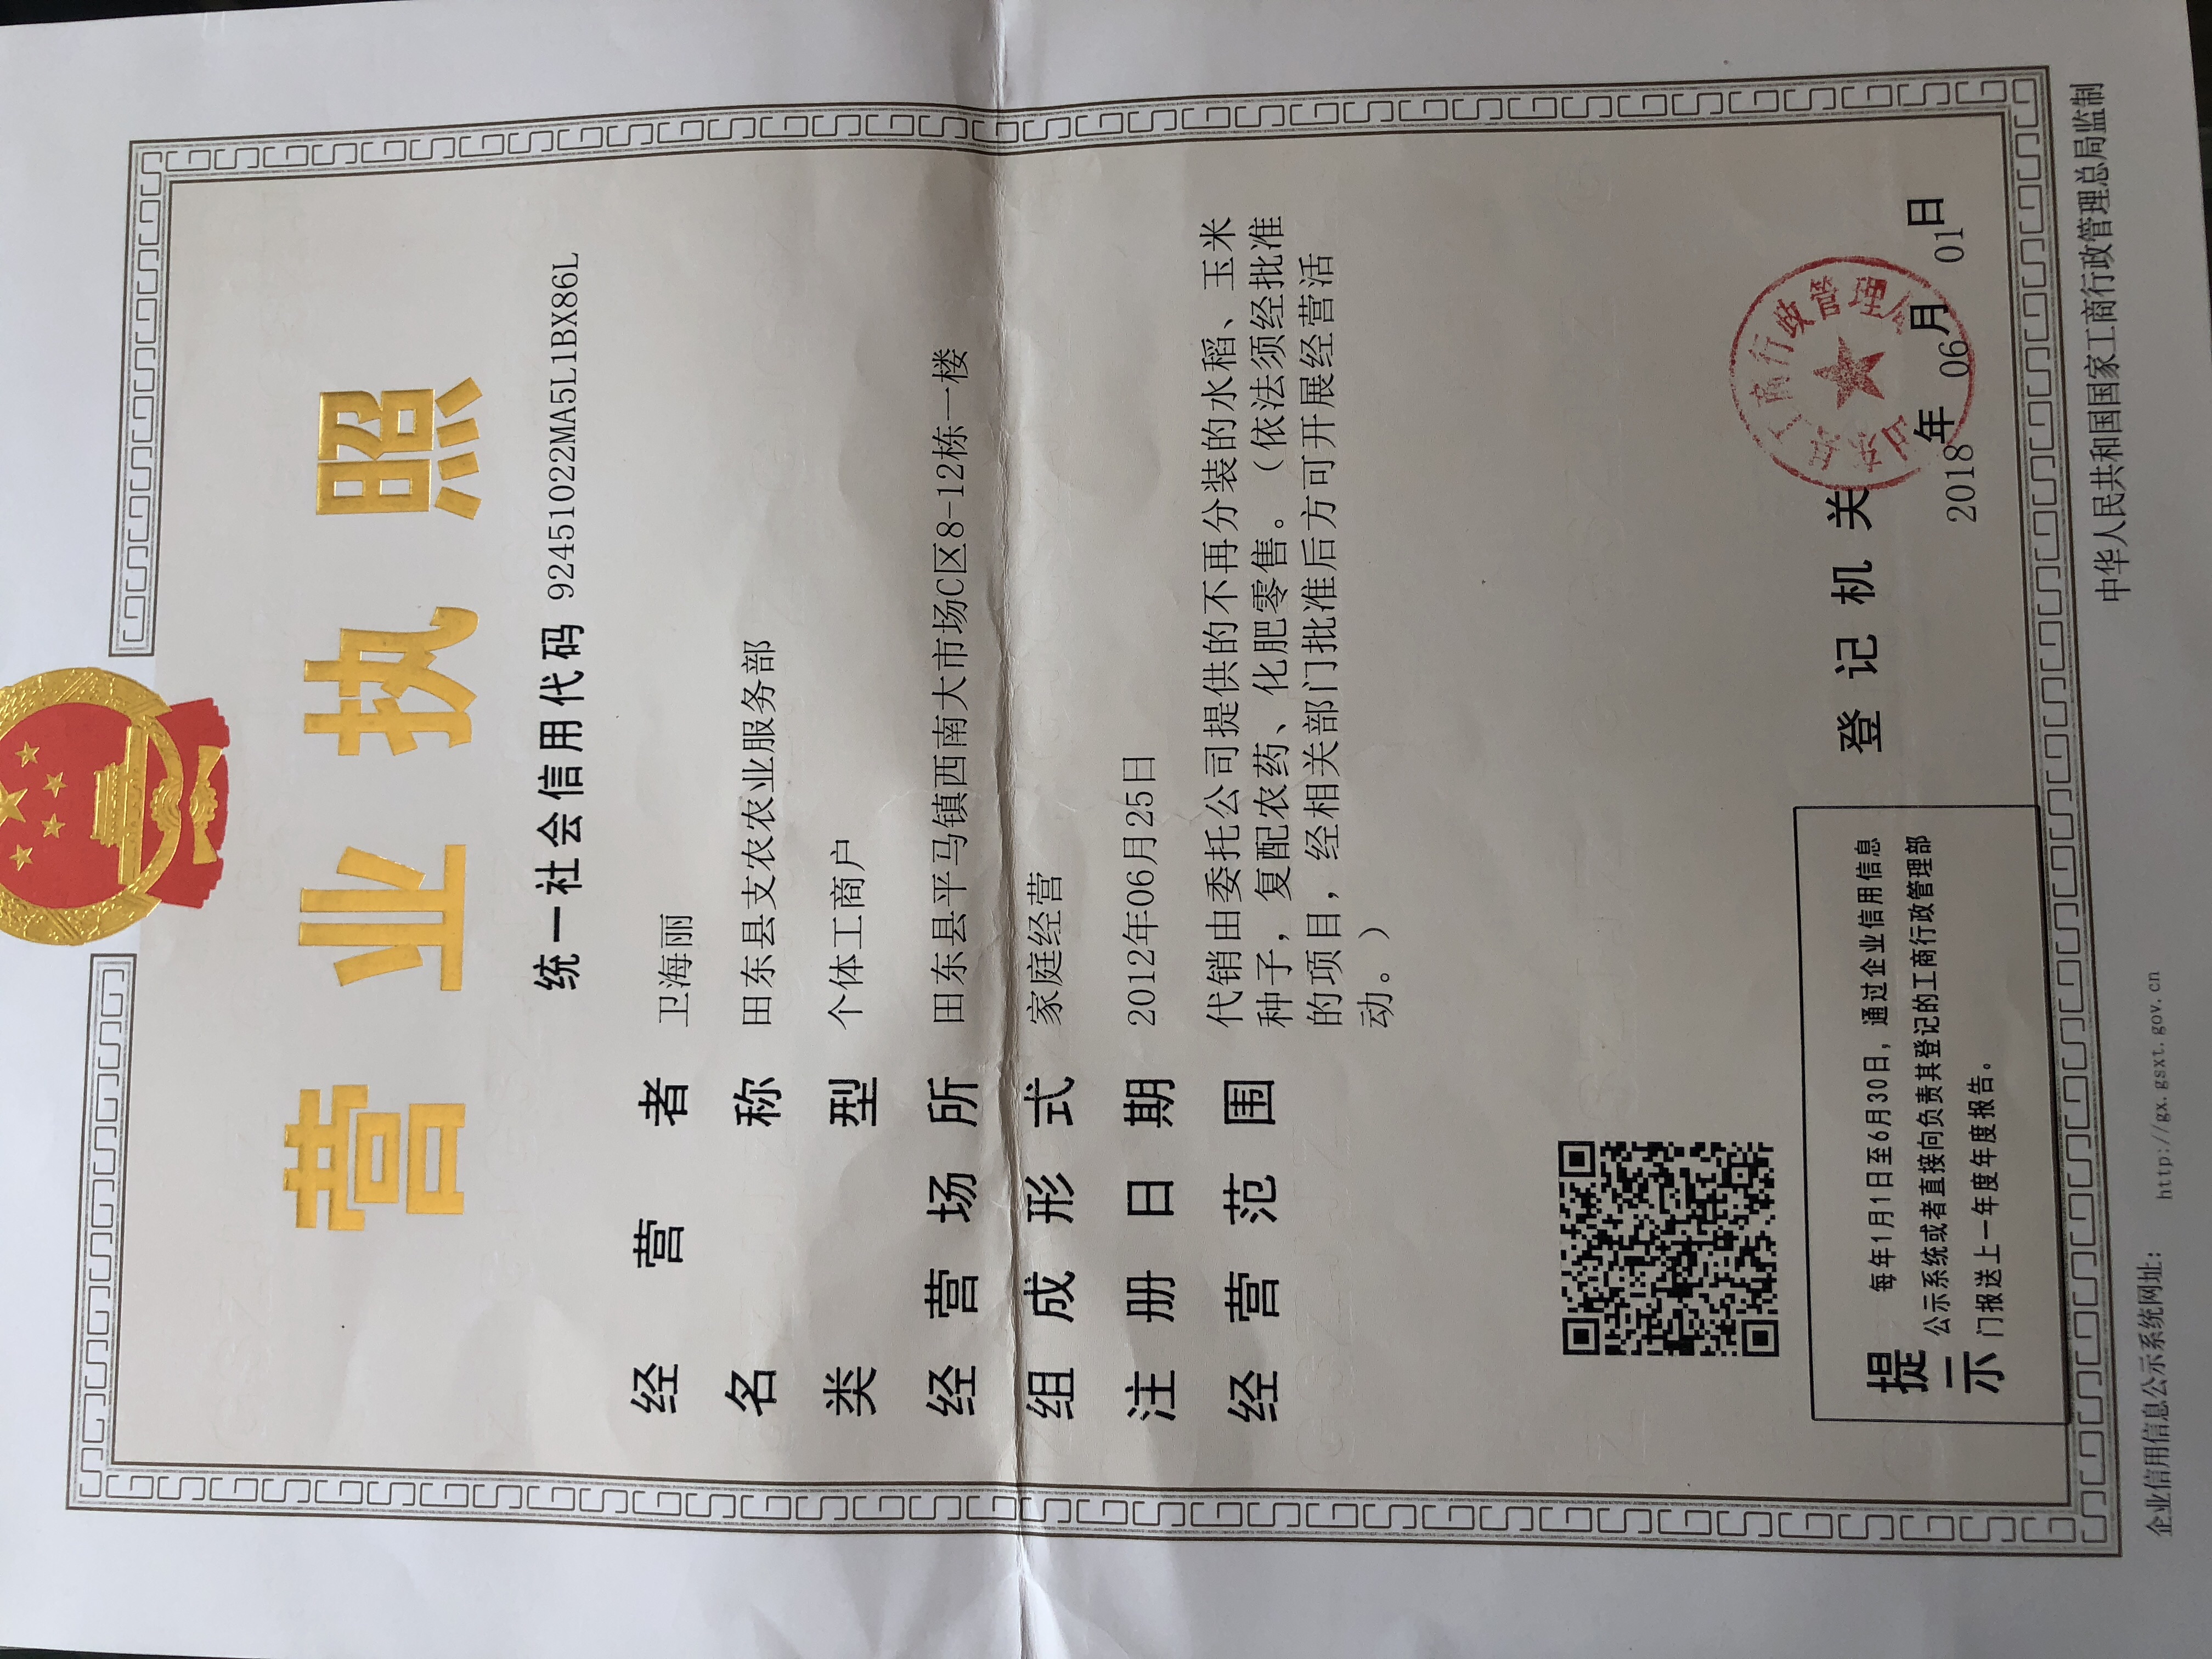 营业执照
统一社会信用代码 92451022MA5L1BX86L
经营者 卫海丽
名称 田东县支农农业服务部
类型 个体工商户
经营场所 田东县平马镇西南大市场C区8-12栋一楼
组成形式 家庭经营
注册日期 2012年06月25日
经营范围 代销由委托公司提供的不再分装的水稻、玉米
种子，复配农药、化肥零售。（依法须经批准
的项目，经相关部门批准后方可开展经营活
动。）
提示
每年1月1日至6月30日，通过企业信用信息
公示系统或者直接向负责其登记的工商行政管理部
门报送上一年度年度报告。
登记机关
田东县工商行政管理
2018年06月01日
中华人民共和国国家工商行政管理总局监制
企业信用信息公示系统网址： http://gx.gsxt.gov.cn